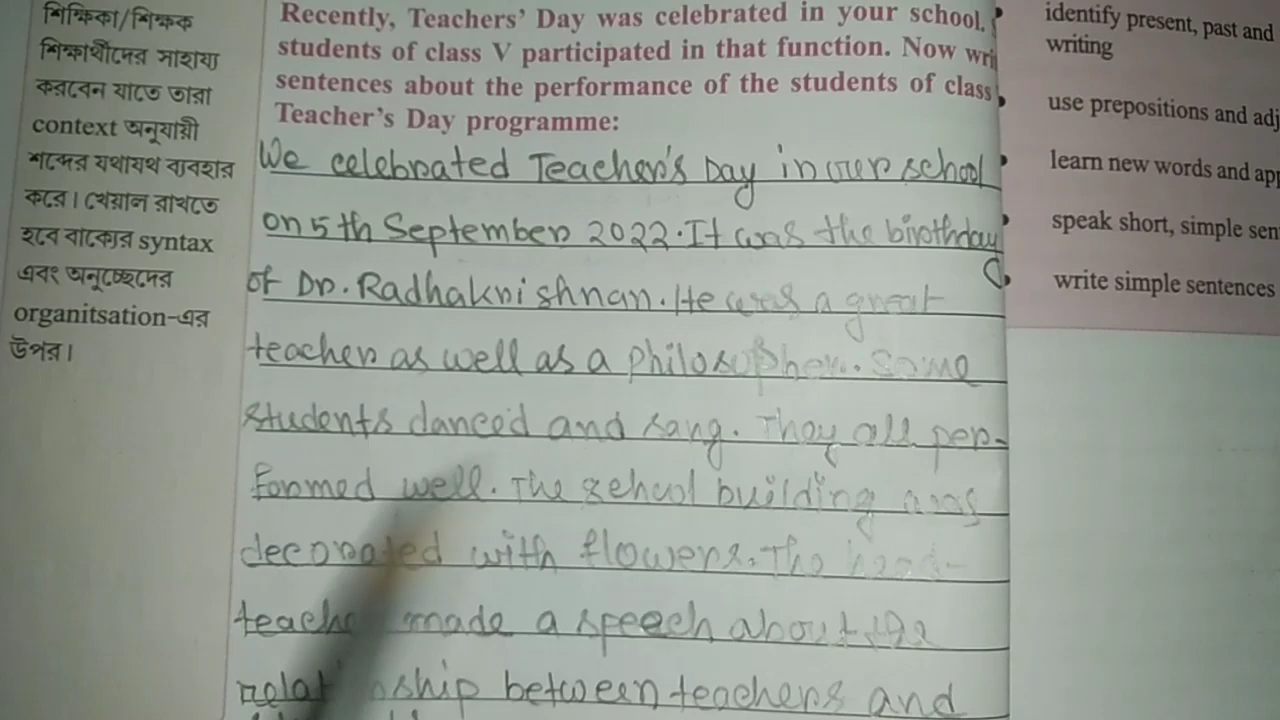 শিক্ষিকা/শিক্ষক
শিক্ষার্থীদের সাহায্য
করবেন যাতে তারা
context অনুযায়ী
শব্দের যথাযথ ব্যবহার
করে। খেয়াল রাখতে
হবে বাক্যের syntax
এবং অনুচ্ছেদের
organitsation-এর
উপর।
Recently, Teachers' Day was celebrated in your school.
students of class V participated in that function. Now wri
sentences about the performance of the students of class
Teacher's Day programme:
We celebrated Teacher's Day in our school
on 5th September 2022. It was the birthday
of Dr. Radhakrishnan. He was a great
teacher as well as a philosopher. Some
students danced and sang. They all per-
formed well. The school building was
decorated with flowers. The head-
made a speech about the
between teachers and
identify present, past and
writing
use prepositions and adj
learn new words and app
speak short, simple sen
write simple sentences